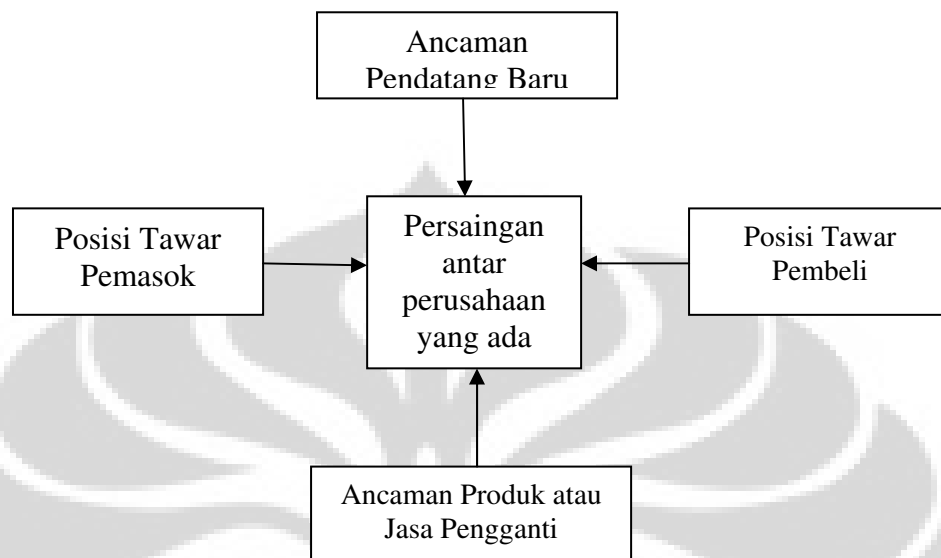 Ancaman
Pendatang Baru
Posisi Tawar
Pemasok
Persaingan
antar
perusahaan
yang ada
Posisi Tawar
Pembeli
Ancaman Produk atau
Jasa Pengganti